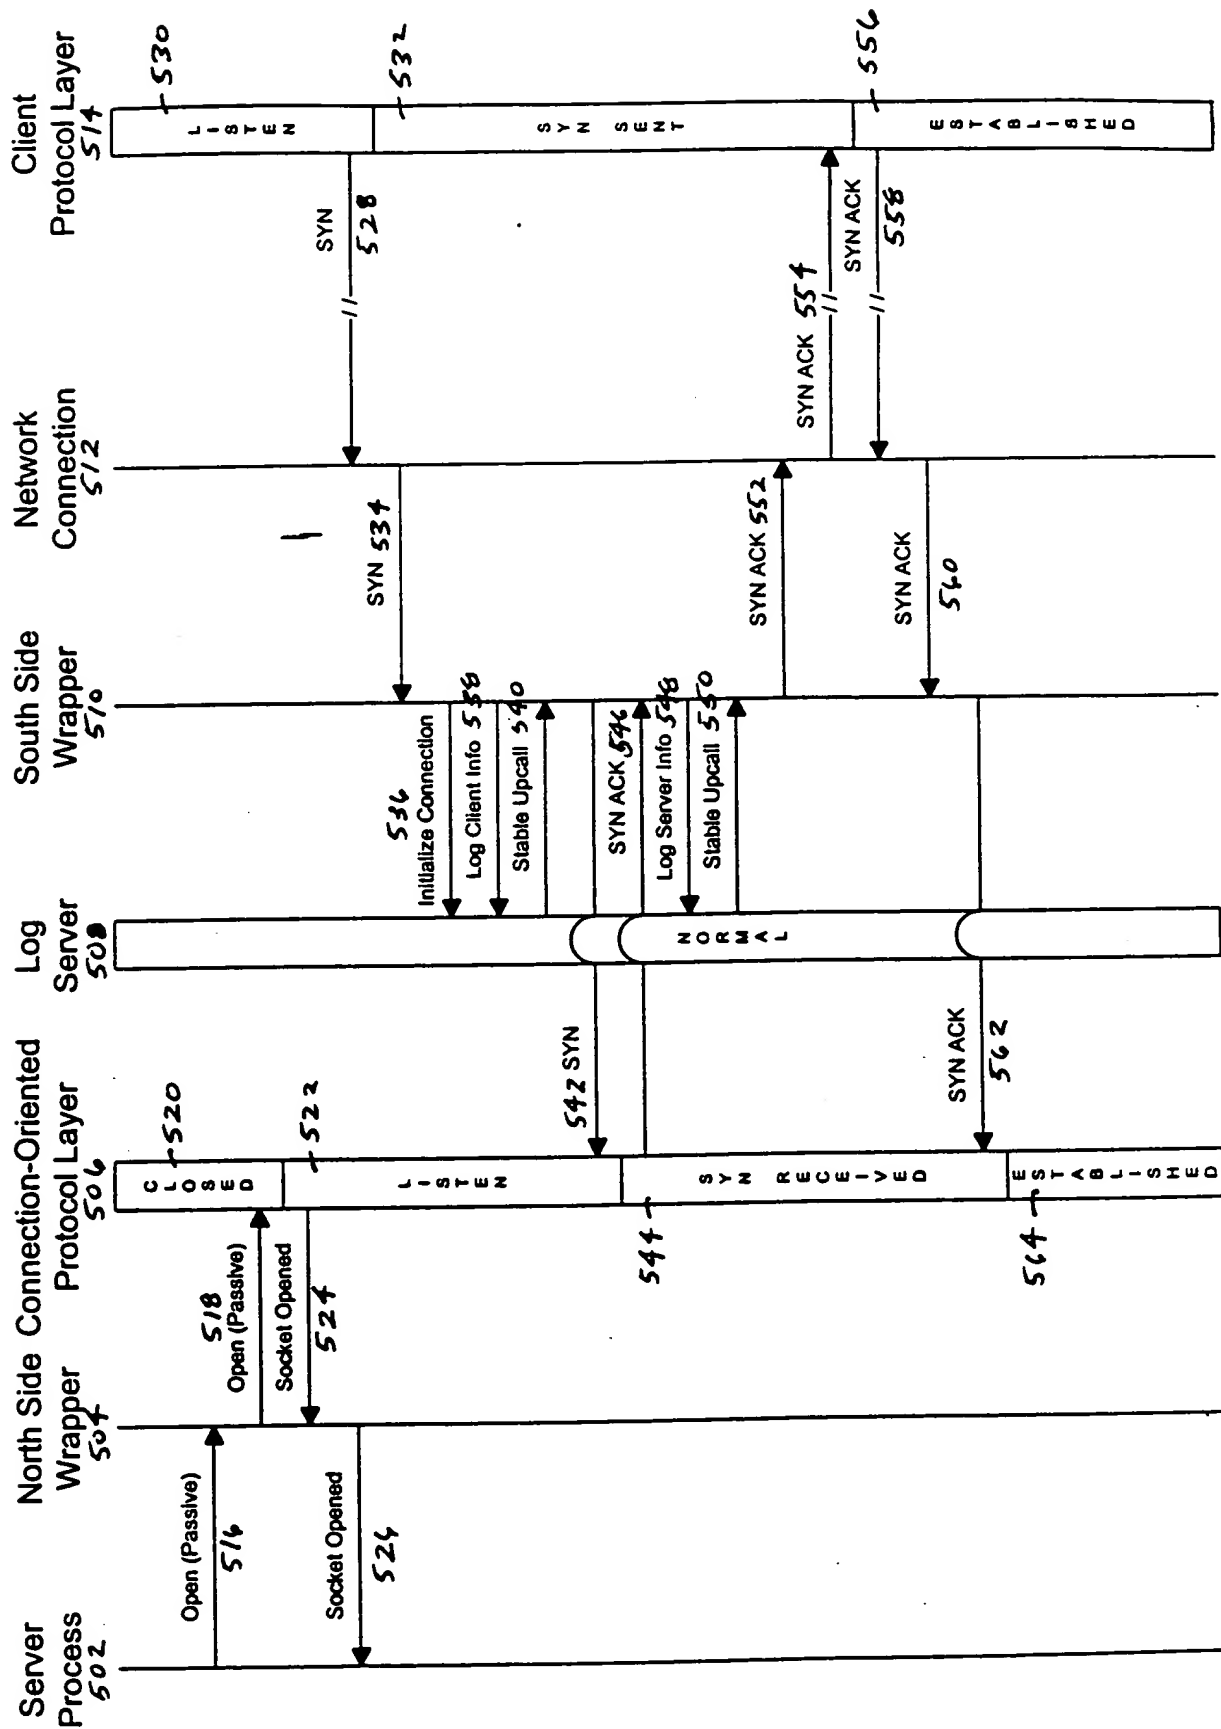 Server
Process
502
North Side
Wrapper
504
Connection-Oriented
Protocol Layer
506
Log
Server
508
South Side
Wrapper
510
Network
Connection
512
Client
Protocol Layer
514
Open (Passive)
516
518
Open (Passive)
CLOSED
520
Socket Opened
524
522
Socket Opened
526
LISTEN
LISTEN
530
SYN
528
532
SYN SENT
SYN 534
536
Initialize Connection
Log Client Info 538
Stable Upcall 540
542 SYN
544
SYN RECEIVED
SYN ACK 546
NORMAL
Log Server Info 548
Stable Upcall 550
SYN ACK 552
SYN ACK 554
556
ESTABLISHED
SYN ACK
558
SYN ACK
560
SYN ACK
562
564
ESTABLISHED